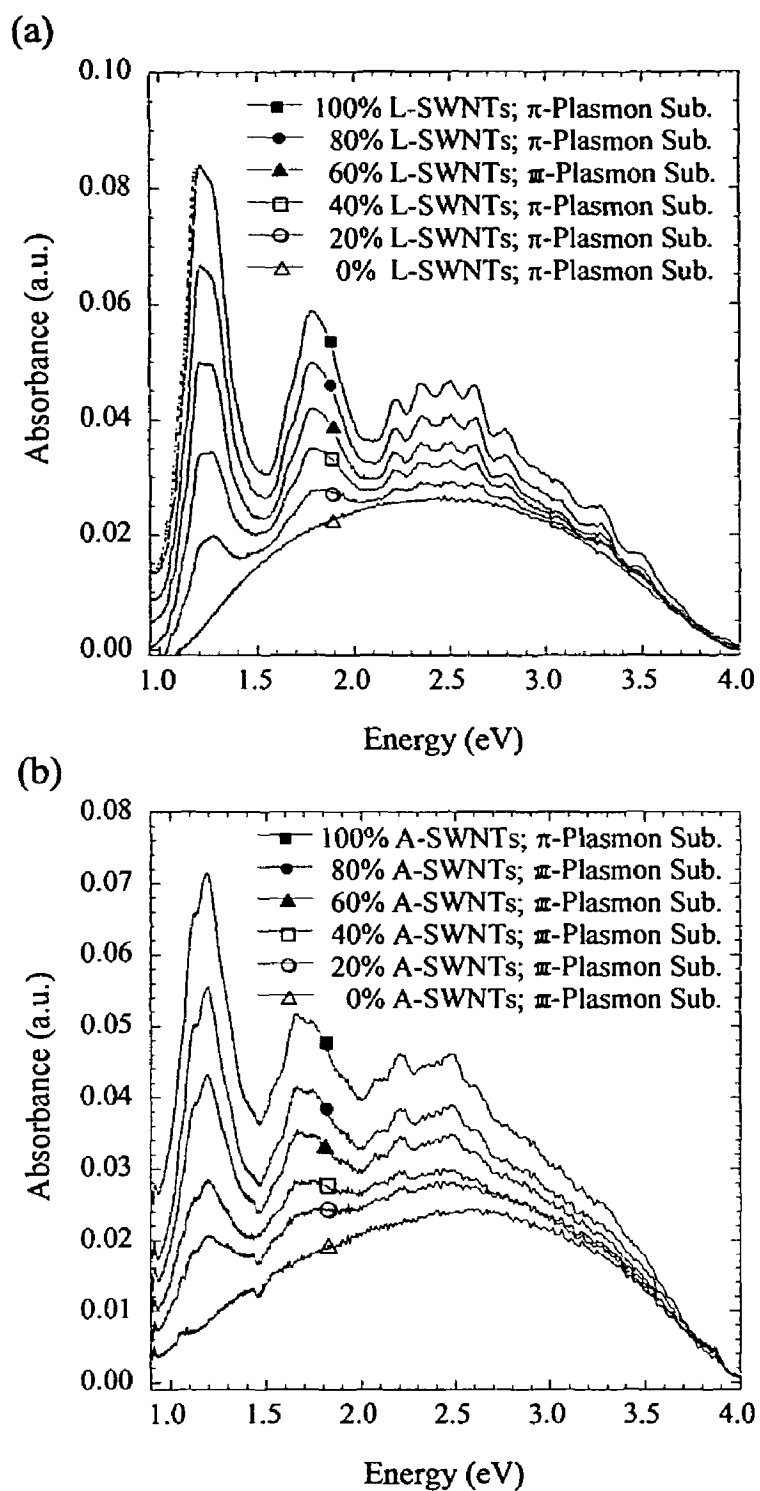 (a)
0.10
0.08
0.06
0.04
0.02
0.00
Absorbance (a.u.)
100% L-SWNTs; π-Plasmon Sub.
80% L-SWNTs; π-Plasmon Sub.
60% L-SWNTs; π-Plasmon Sub.
40% L-SWNTs; π-Plasmon Sub.
20% L-SWNTs; π-Plasmon Sub.
0% L-SWNTs; π-Plasmon Sub.
1.0 1.5 2.0 2.5 3.0 3.5 4.0
Energy (eV)
(b)
0.08
0.07
0.06
0.05
0.04
0.03
0.02
0.01
0.00
Absorbance (a.u.)
100% A-SWNTs; π-Plasmon Sub.
80% A-SWNTs; π-Plasmon Sub.
60% A-SWNTs; π-Plasmon Sub.
40% A-SWNTs; π-Plasmon Sub.
20% A-SWNTs; π-Plasmon Sub.
0% A-SWNTs; π-Plasmon Sub.
1.0 1.5 2.0 2.5 3.0 3.5 4.0
Energy (eV)